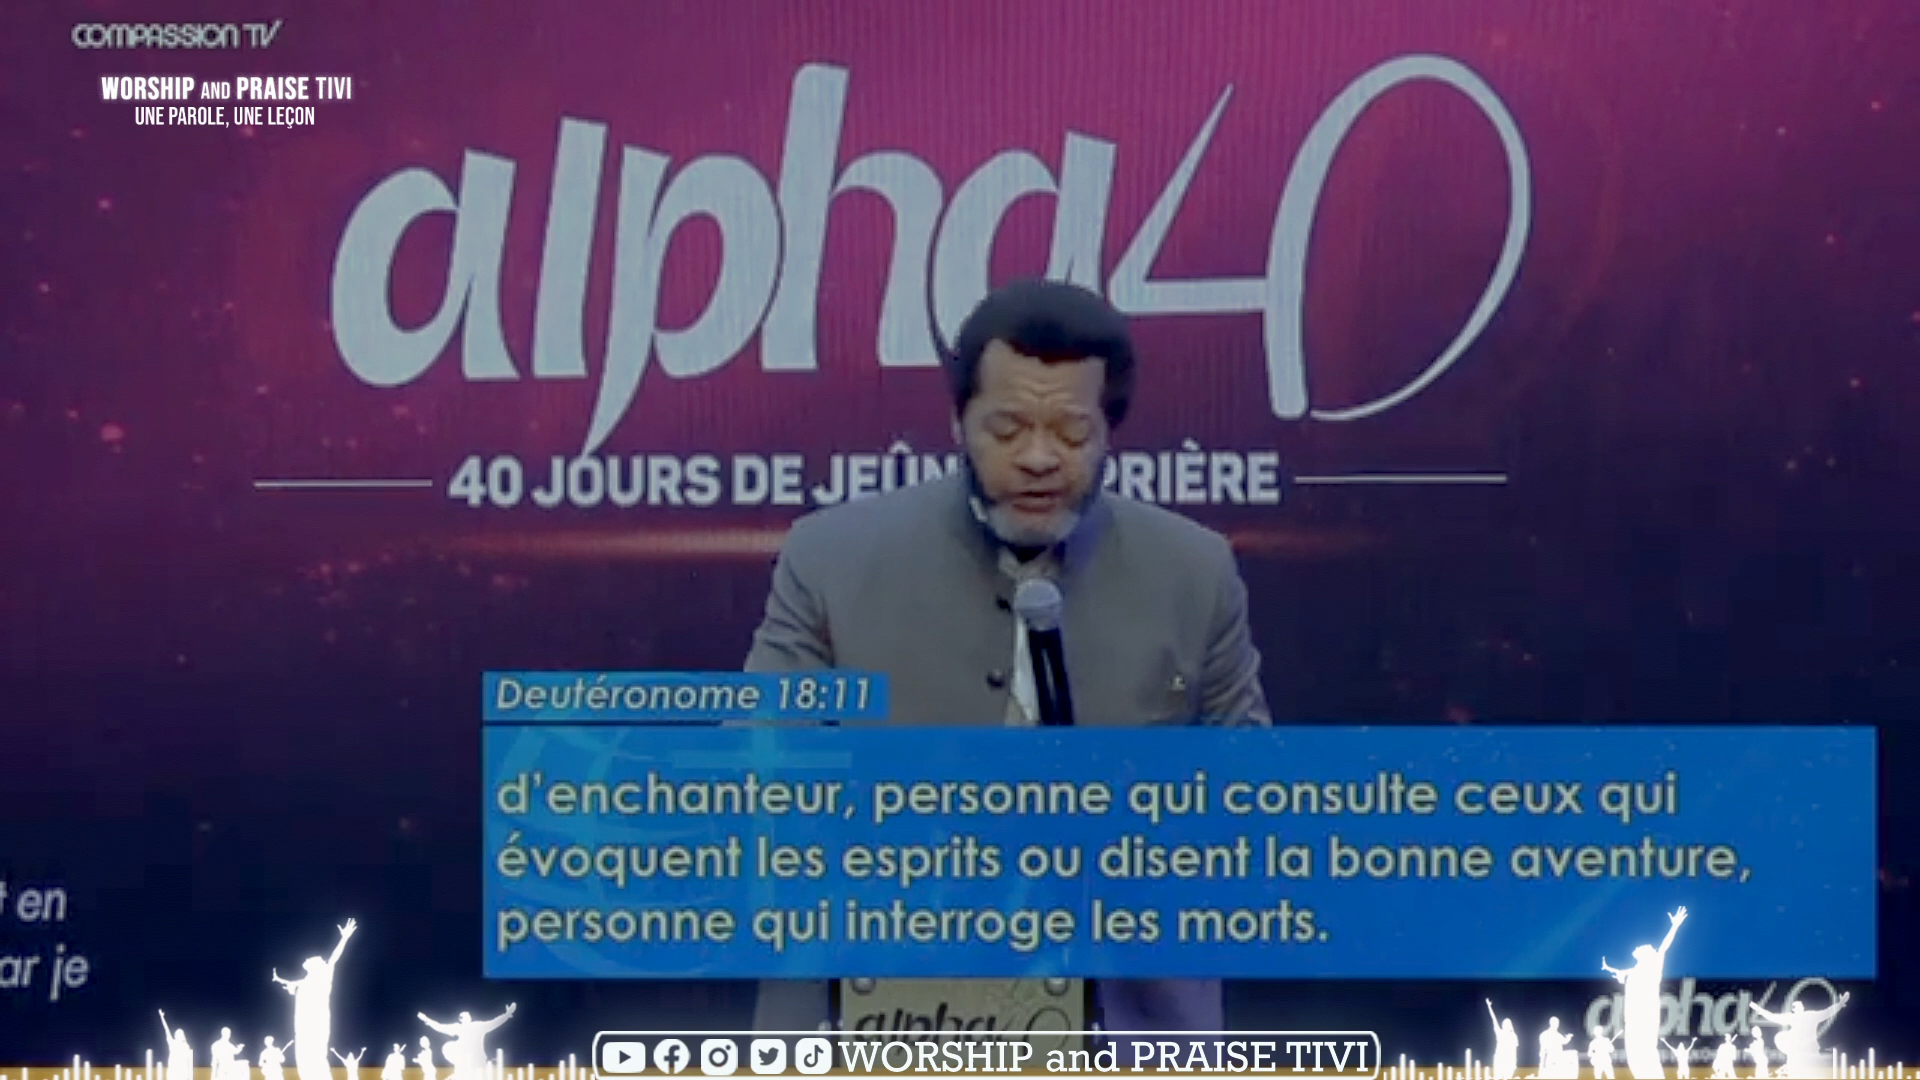 COMPASSION TV
WORSHIP AND PRAISE TIVI
UNE PAROLE, UNE LEÇON
alpha40
40 JOURS DE JEÛN PRIÈRE
Deutéronome 18:11
d'enchanteur, personne qui consulte ceux qui
évoquent les esprits ou disent la bonne aventure,
personne qui interroge les morts.
en
ar je
alpha40
alpha40
WORSHIP and PRAISE TIVI